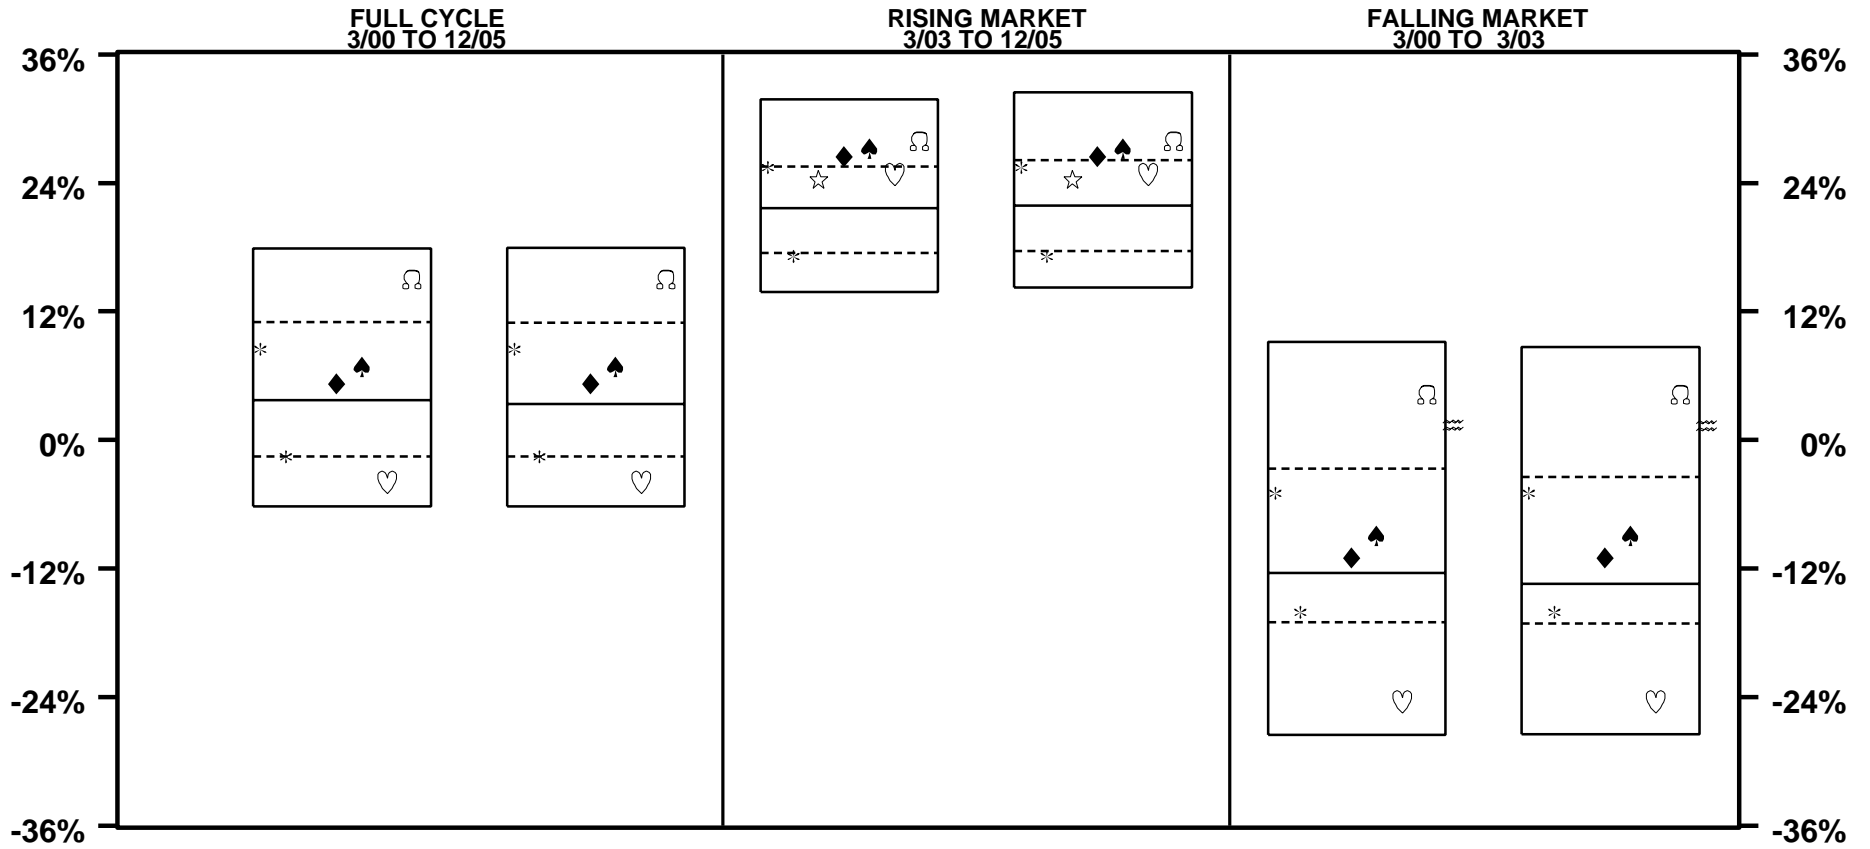 FULL CYCLE
3/00 TO 12/05
RISING MARKET
3/03 TO 12/05
FALLING MARKET
3/00 TO 3/03
36% 36%
24% 24%
12% 12%
0% 0%
-12% -12%
-24% -24%
-36% -36%